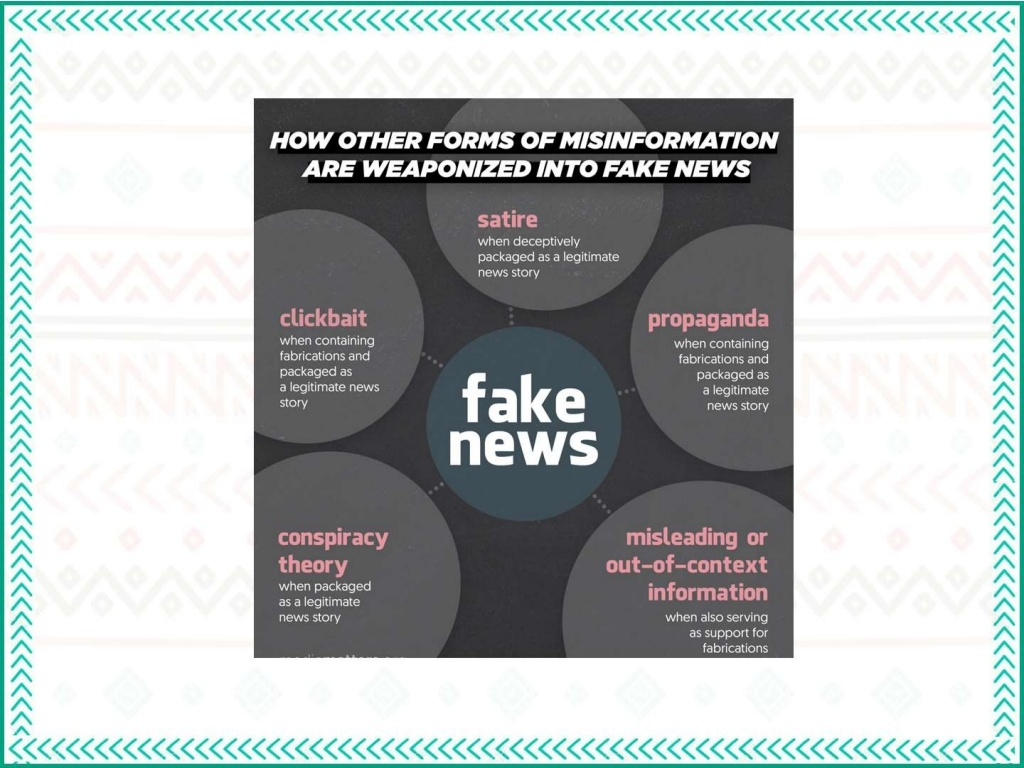 HOW OTHER FORMS OF MISINFORMATION
ARE WEAPONIZED INTO FAKE NEWS
satire
when deceptively
packaged as a legitimate
news story
clickbait
when containing
fabrications and
packaged as
a legitimate news
story
propaganda
when containing
fabrications and
packaged as
a legitimate
news story
fake
news
conspiracy
theory
when packaged
as a legitimate
news story
misleading or
out-of-context
information
when also serving
as support for
fabrications